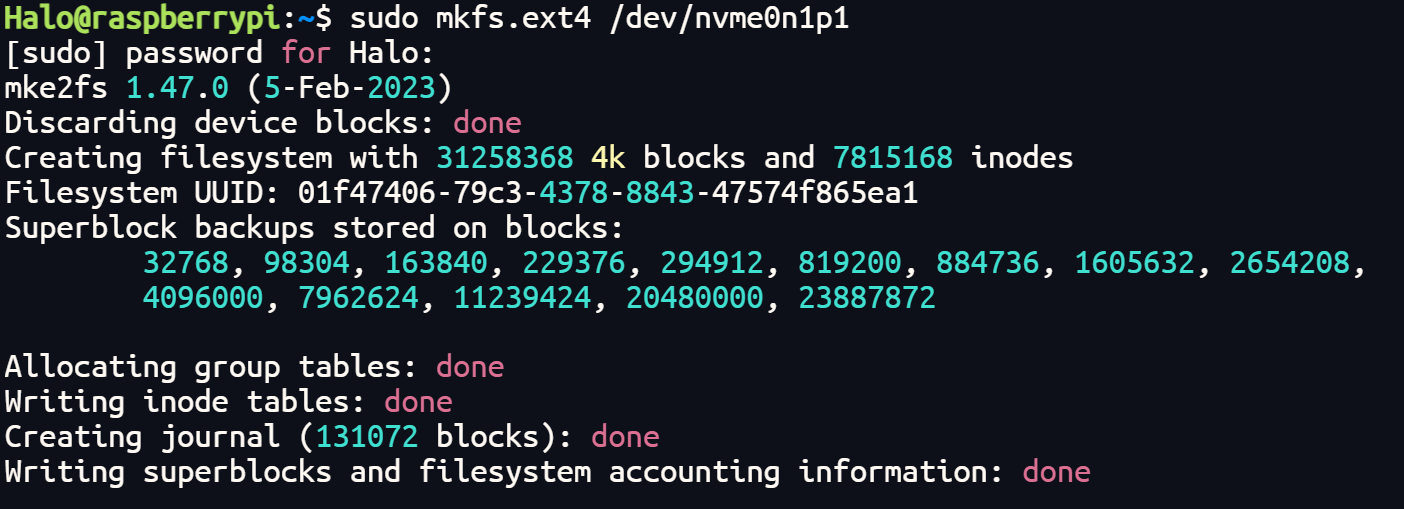 Halo@raspberrypi:~$ sudo mkfs.ext4 /dev/nvme0n1p1
[sudo] password for Halo:
mke2fs 1.47.0 (5-Feb-2023)
Discarding device blocks: done
Creating filesystem with 31258368 4k blocks and 7815168 inodes
Filesystem UUID: 01f47406-79c3-4378-8843-47574f865ea1
Superblock backups stored on blocks:
        32768, 98304, 163840, 229376, 294912, 819200, 884736, 1605632, 2654208,
        4096000, 7962624, 11239424, 20480000, 23887872

Allocating group tables: done
Writing inode tables: done
Creating journal (131072 blocks): done
Writing superblocks and filesystem accounting information: done